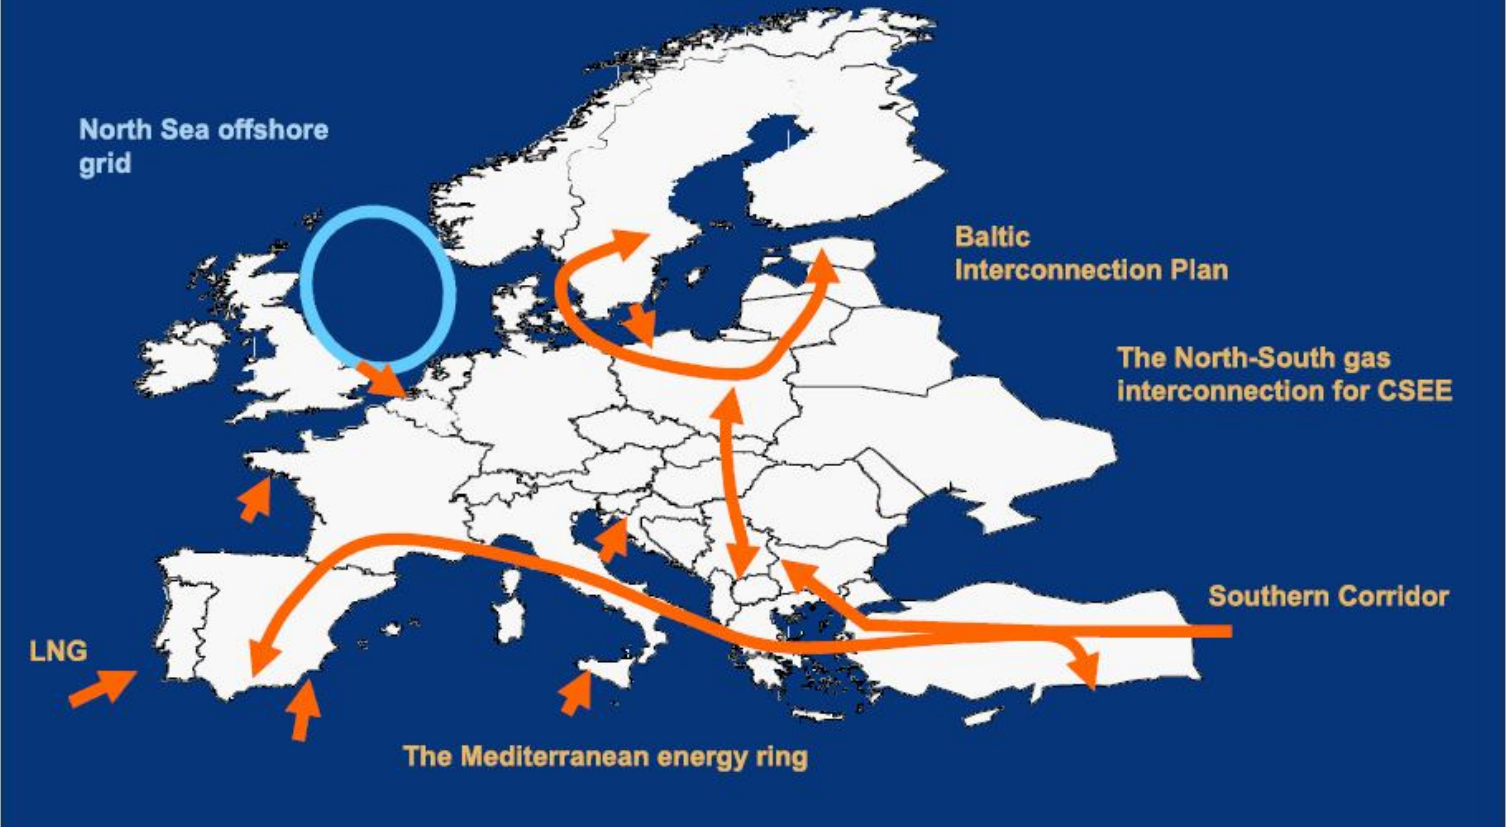 North Sea offshore
grid
Baltic
Interconnection Plan
The North-South gas
interconnection for CSEE
Southern Corridor
LNG
The Mediterranean energy ring